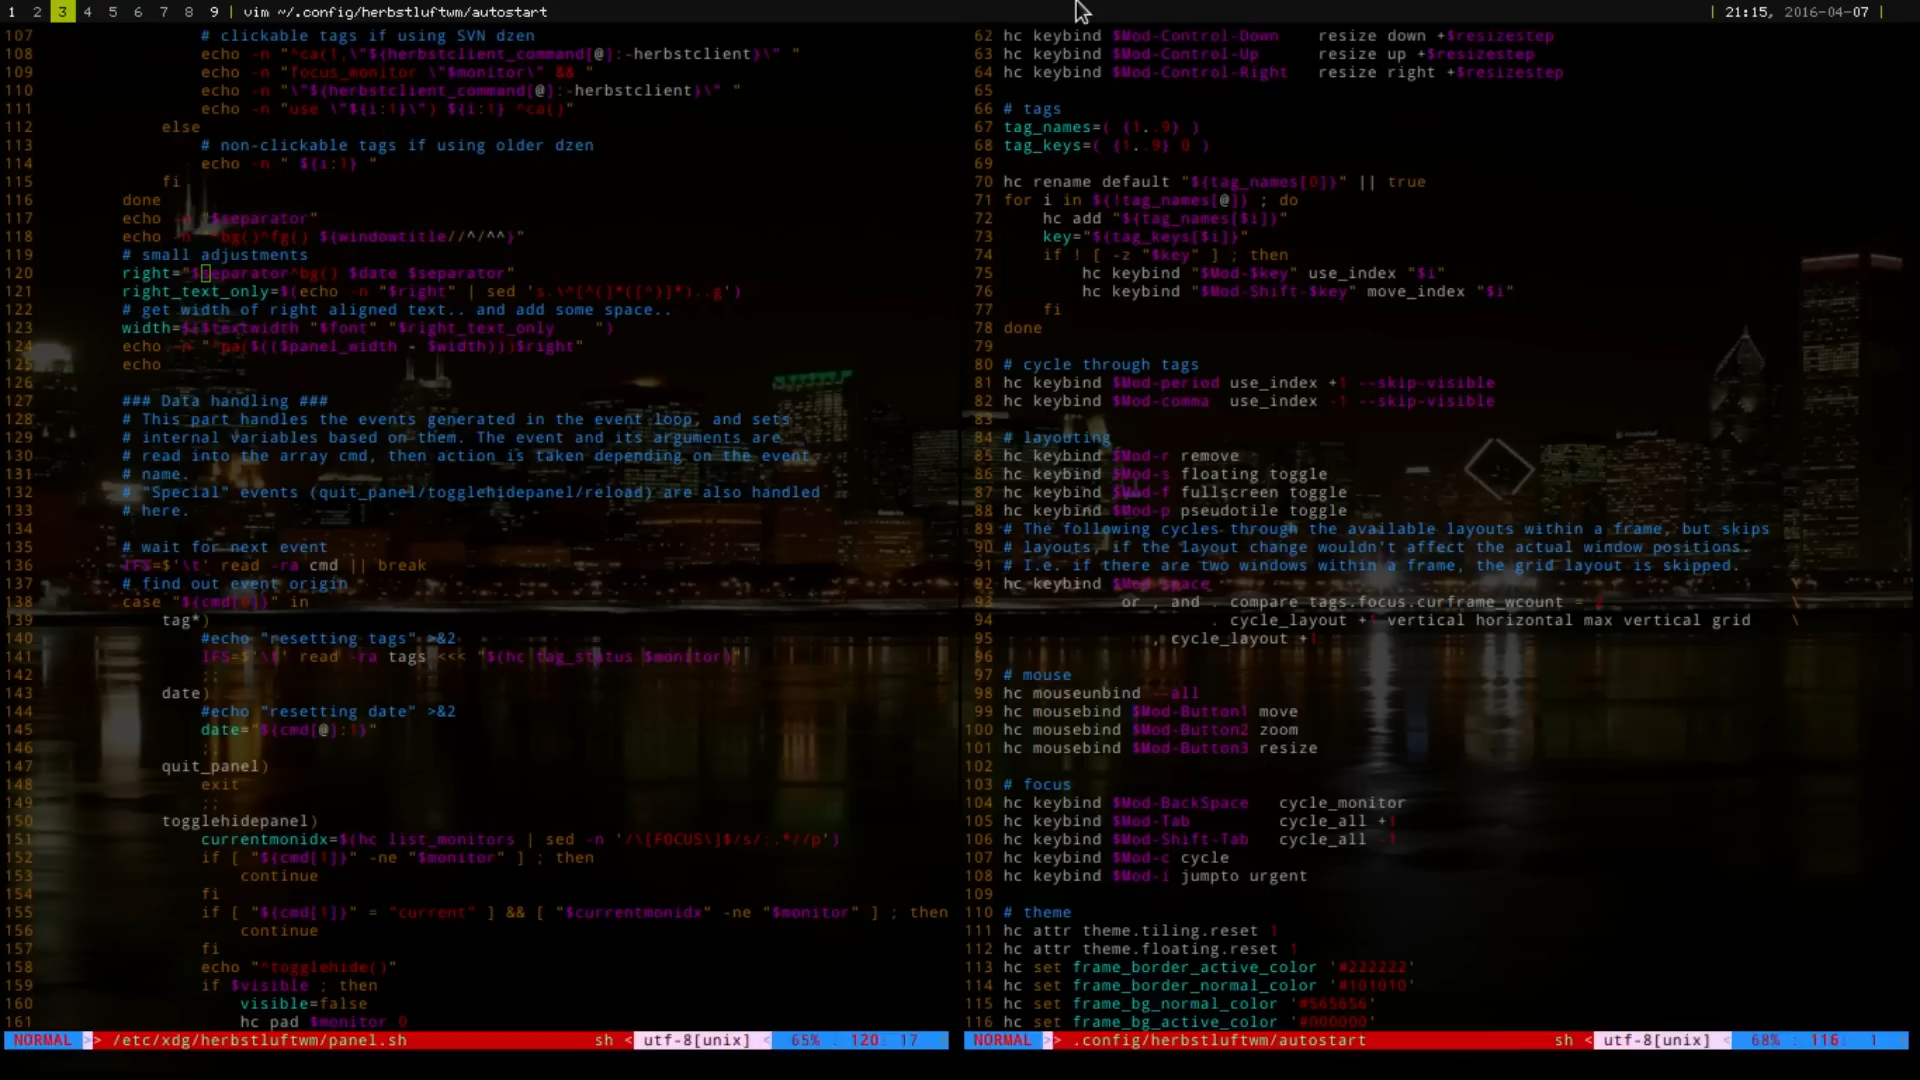 1 2 3 4 5 6 7 8 9 | vim ~/.config/herbstluftwm/autostart
| 21:15, 2016-04-07 |
107 # clickable tags if using SVN dzen
108 echo -n "^ca(1,\"${herbstclient_command[@]:-herbstclient}\" "
109 echo -n "focus_monitor \"$monitor\" && "
110 echo -n "\"${herbstclient_command[@]:-herbstclient}\" "
111 echo -n "use \"${i:1}\") ${i:1} ^ca()"
112 else
113 # non-clickable tags if using older dzen
114 echo -n " ${i:1} "
115 fi
116 done
117 echo -n "$separator"
118 echo -n "^bg()^fg() ${windowtitle//^/^^}"
119 # small adjustments
120 right="$separator^bg() $date $separator"
121 right_text_only=$(echo -n "$right" | sed 's.\^[^(]*([^)]*)..g')
122 # get width of right aligned text.. and add some space..
123 width=$($textwidth "$font" "$right_text_only    ")
124 echo -n "^pa($(($panel_width - $width)))$right"
125 echo
126
127 ### Data handling ###
128 # This part handles the events generated in the event loop, and sets
129 # internal variables based on them. The event and its arguments are
130 # read into the array cmd, then action is taken depending on the event
131 # name.
132 # "Special" events (quit_panel/togglehidepanel/reload) are also handled
133 # here.
134
135 # wait for next event
136 IFS=$'\t' read -ra cmd || break
137 # find out event origin
138 case "${cmd[0]}" in
139 tag*)
140 #echo "resetting tags" >&2
141 IFS=$'\t' read -ra tags <<< "$(hc tag_status $monitor)"
142 ;;
143 date)
144 #echo "resetting date" >&2
145 date="${cmd[@]:1}"
146 ;;
147 quit_panel)
148 exit
149 ;;
150 togglehidepanel)
151 currentmonidx=$(hc list_monitors | sed -n '/\[FOCUS\]$/s/:.*//p')
152 if [ "${cmd[1]}" -ne "$monitor" ] ; then
153 continue
154 fi
155 if [ "${cmd[1]}" = "current" ] && [ "$currentmonidx" -ne "$monitor" ] ; then
156 continue
157 fi
158 echo "^togglehide()"
159 if $visible ; then
160 visible=false
161 hc pad $monitor 0
NORMAL >> /etc/xdg/herbstluftwm/panel.sh sh < utf-8[unix] < 65% : 120: 17
62 hc keybind $Mod-Control-Down resize down +$resizestep
63 hc keybind $Mod-Control-Up resize up +$resizestep
64 hc keybind $Mod-Control-Right resize right +$resizestep
65
66 # tags
67 tag_names=( {1..9} )
68 tag_keys=( {1..9} 0 )
69
70 hc rename default "${tag_names[0]}" || true
71 for i in ${!tag_names[@]} ; do
72 hc add "${tag_names[$i]}"
73 key="${tag_keys[$i]}"
74 if ! [ -z "$key" ] ; then
75 hc keybind "$Mod-$key" use_index "$i"
76 hc keybind "$Mod-Shift-$key" move_index "$i"
77 fi
78 done
79
80 # cycle through tags
81 hc keybind $Mod-period use_index +1 --skip-visible
82 hc keybind $Mod-comma use_index -1 --skip-visible
83
84 # layouting
85 hc keybind $Mod-r remove
86 hc keybind $Mod-s floating toggle
87 hc keybind $Mod-f fullscreen toggle
88 hc keybind $Mod-p pseudotile toggle
89 # The following cycles through the available layouts within a frame, but skips
90 # layouts, if the layout change wouldn't affect the actual window positions.
91 # I.e. if there are two windows within a frame, the grid layout is skipped.
92 hc keybind $Mod-space \
93 or , and . compare tags.focus.curframe_wcount = 2 \
94 . cycle_layout +1 vertical horizontal max vertical grid \
95 , cycle_layout +1
96
97 # mouse
98 hc mouseunbind --all
99 hc mousebind $Mod-Button1 move
100 hc mousebind $Mod-Button2 zoom
101 hc mousebind $Mod-Button3 resize
102
103 # focus
104 hc keybind $Mod-BackSpace cycle_monitor
105 hc keybind $Mod-Tab cycle_all +1
106 hc keybind $Mod-Shift-Tab cycle_all -1
107 hc keybind $Mod-c cycle
108 hc keybind $Mod-i jumpto urgent
109
110 # theme
111 hc attr theme.tiling.reset 1
112 hc attr theme.floating.reset 1
113 hc set frame_border_active_color '#222222'
114 hc set frame_border_normal_color '#101010'
115 hc set frame_bg_normal_color '#565656'
116 hc set frame_bg_active_color '#000000'
NORMAL >> .config/herbstluftwm/autostart sh < utf-8[unix] < 68% : 116: 1